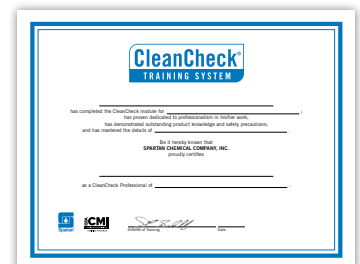 CleanCheck®
TRAINING SYSTEM
has completed the CleanCheck module for ,
has proven dedicated to professionalism in his/her work;
has demonstrated outstanding product knowledge and safety precautions;
and has mastered the details of .
Be it hereby known that
SPARTAN CHEMICAL COMPANY, INC.
proudly certifies
as a CleanCheck Professional of .
Spartan
CMI
Director of Training
Date